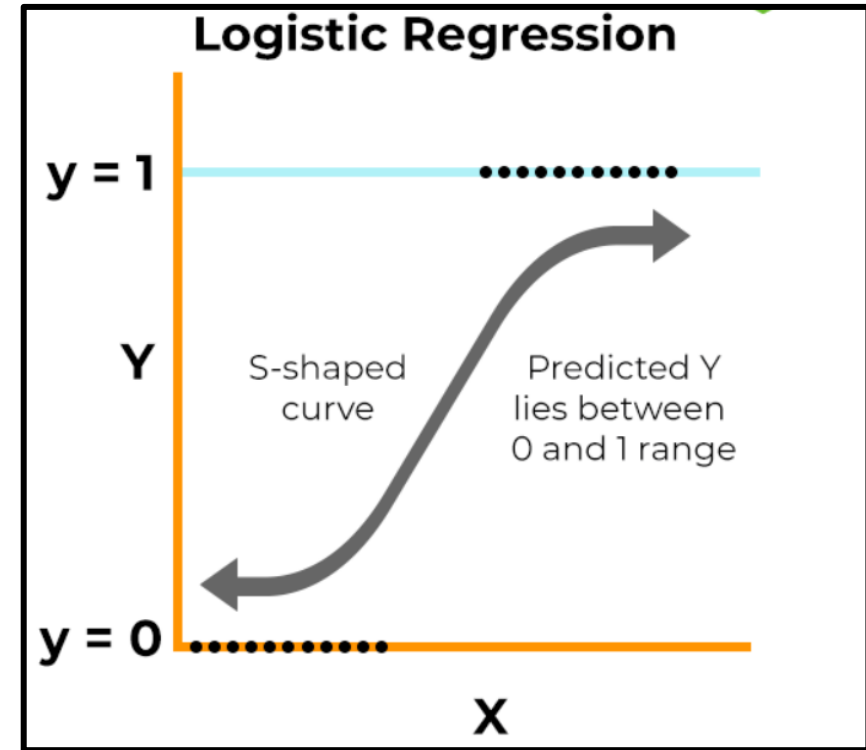 Logistic Regression
y = 1
Y
S-shaped
curve
Predicted Y
lies between
0 and 1 range
y = 0
X